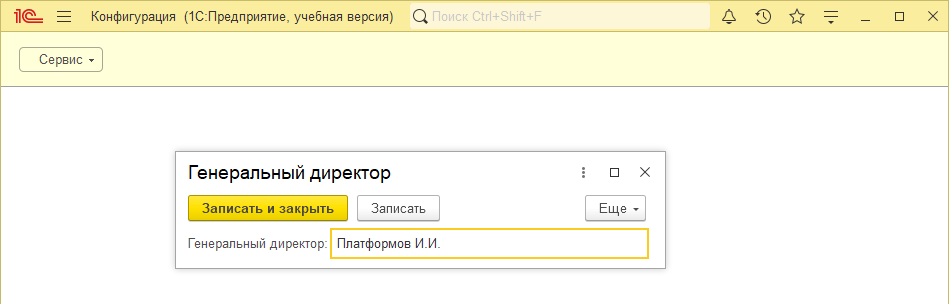 1С Конфигурация (1С:Предприятие, учебная версия) Поиск Ctrl+Shift+F
Сервис
Генеральный директор
Записать и закрыть Записать Еще
Генеральный директор: Платформов И.И.